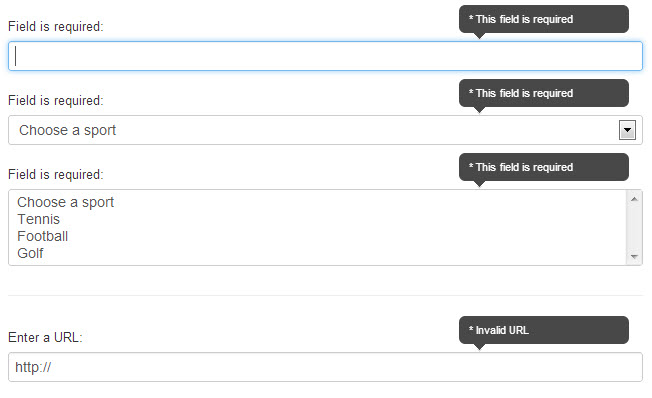 Field is required:
* This field is required
Field is required:
* This field is required
Choose a sport
Field is required:
* This field is required
Choose a sport
Tennis
Football
Golf
Enter a URL:
* Invalid URL
http://